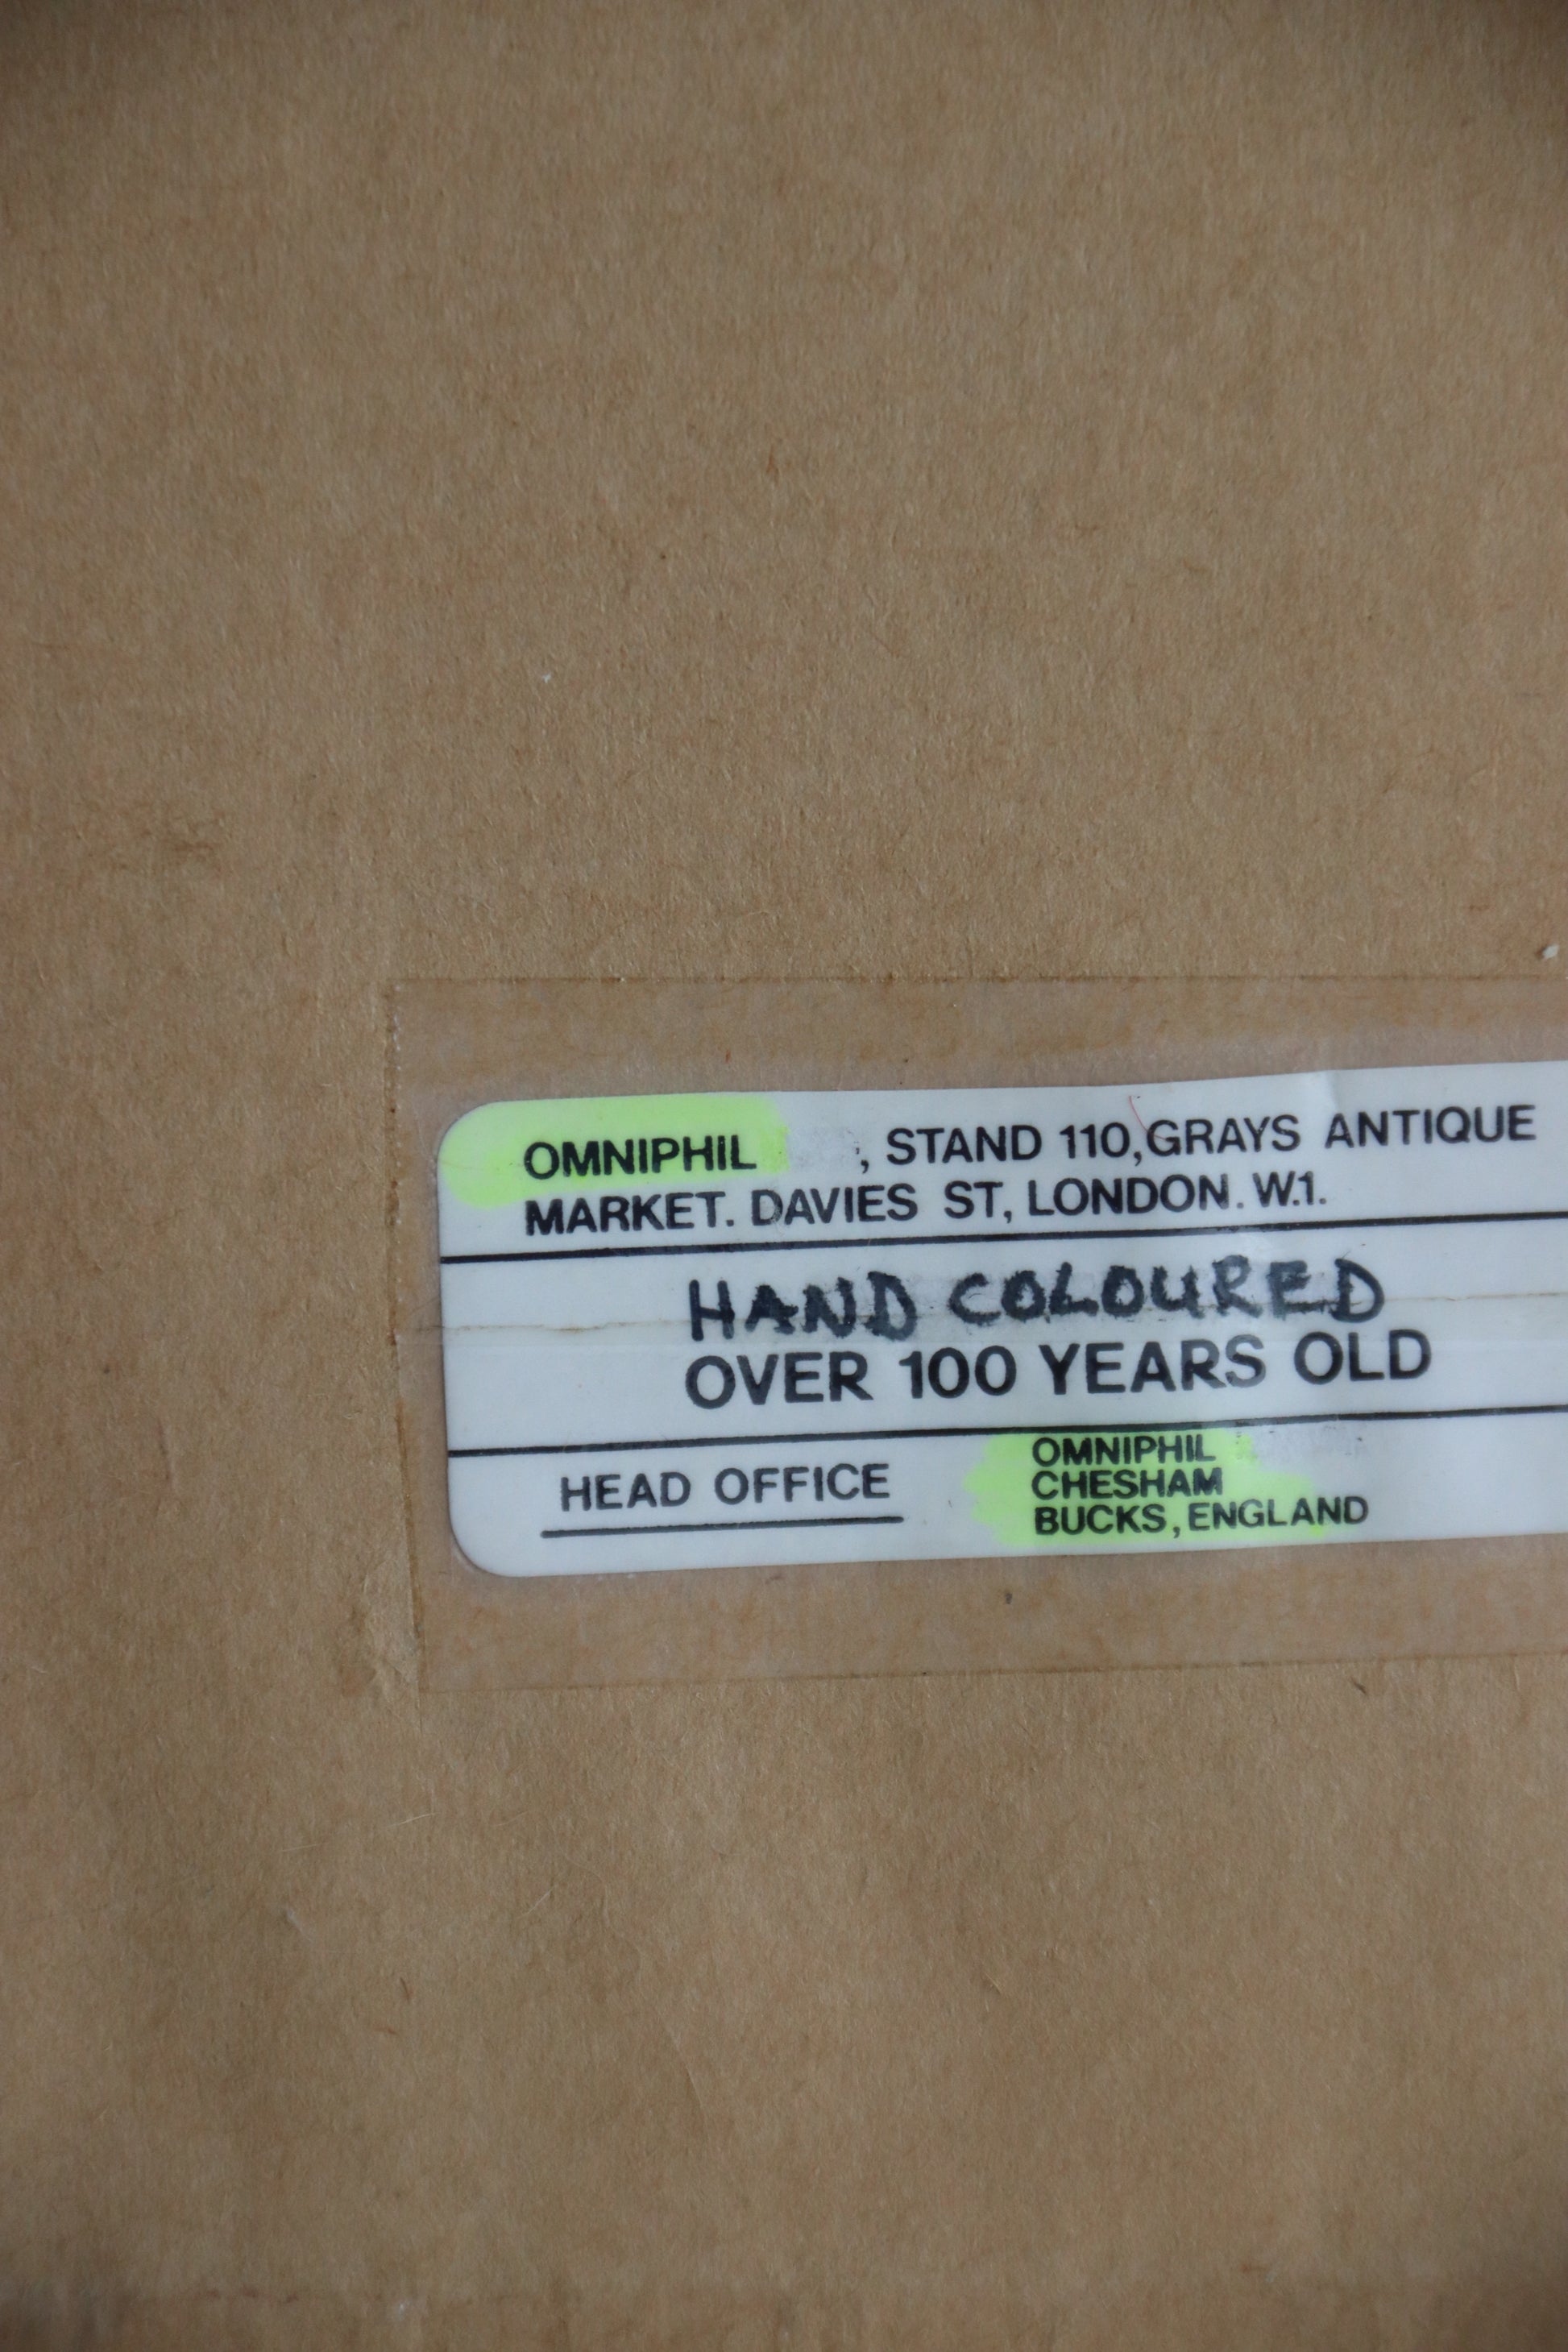 OMNIPHIL , STAND 110,GRAYS ANTIQUE
MARKET. DAVIES ST, LONDON. W.1.
HAND COLOURED
OVER 100 YEARS OLD
HEAD OFFICE
OMNIPHIL
CHESHAM
BUCKS, ENGLAND